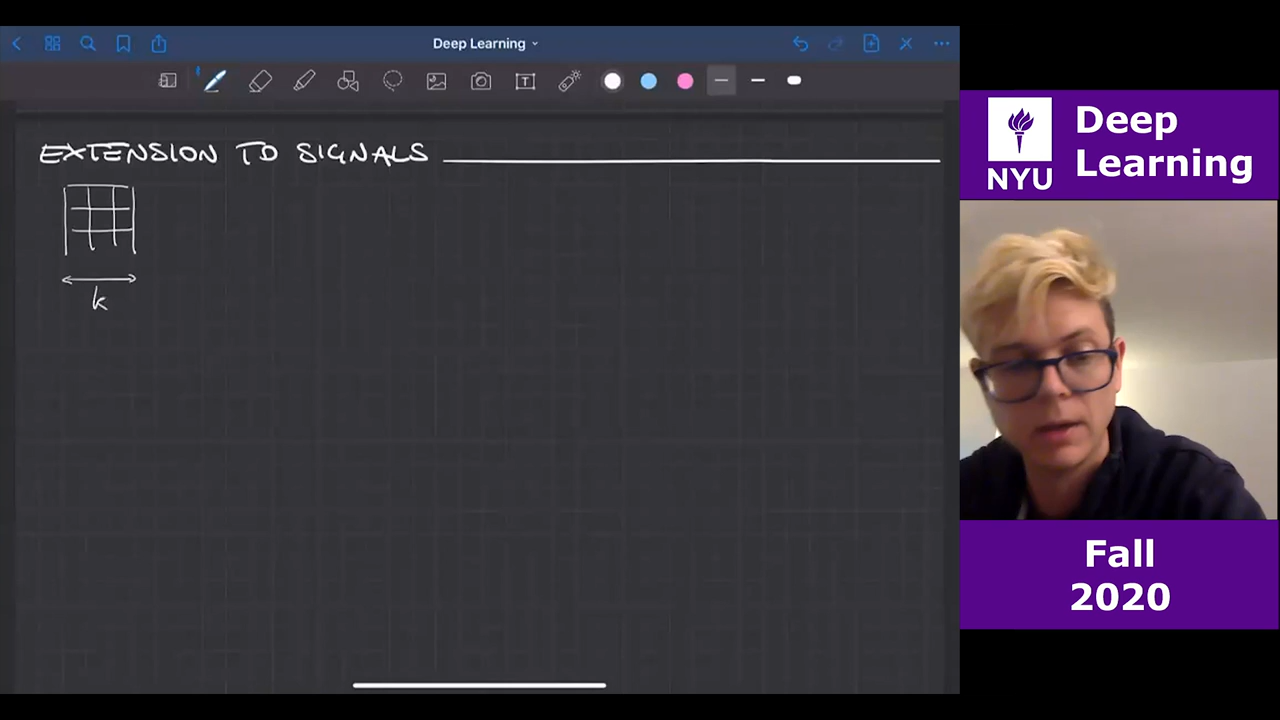 Deep Learning
T
EXTENSION TO SIGNALS
k
NYU
Deep
Learning
Fall
2020